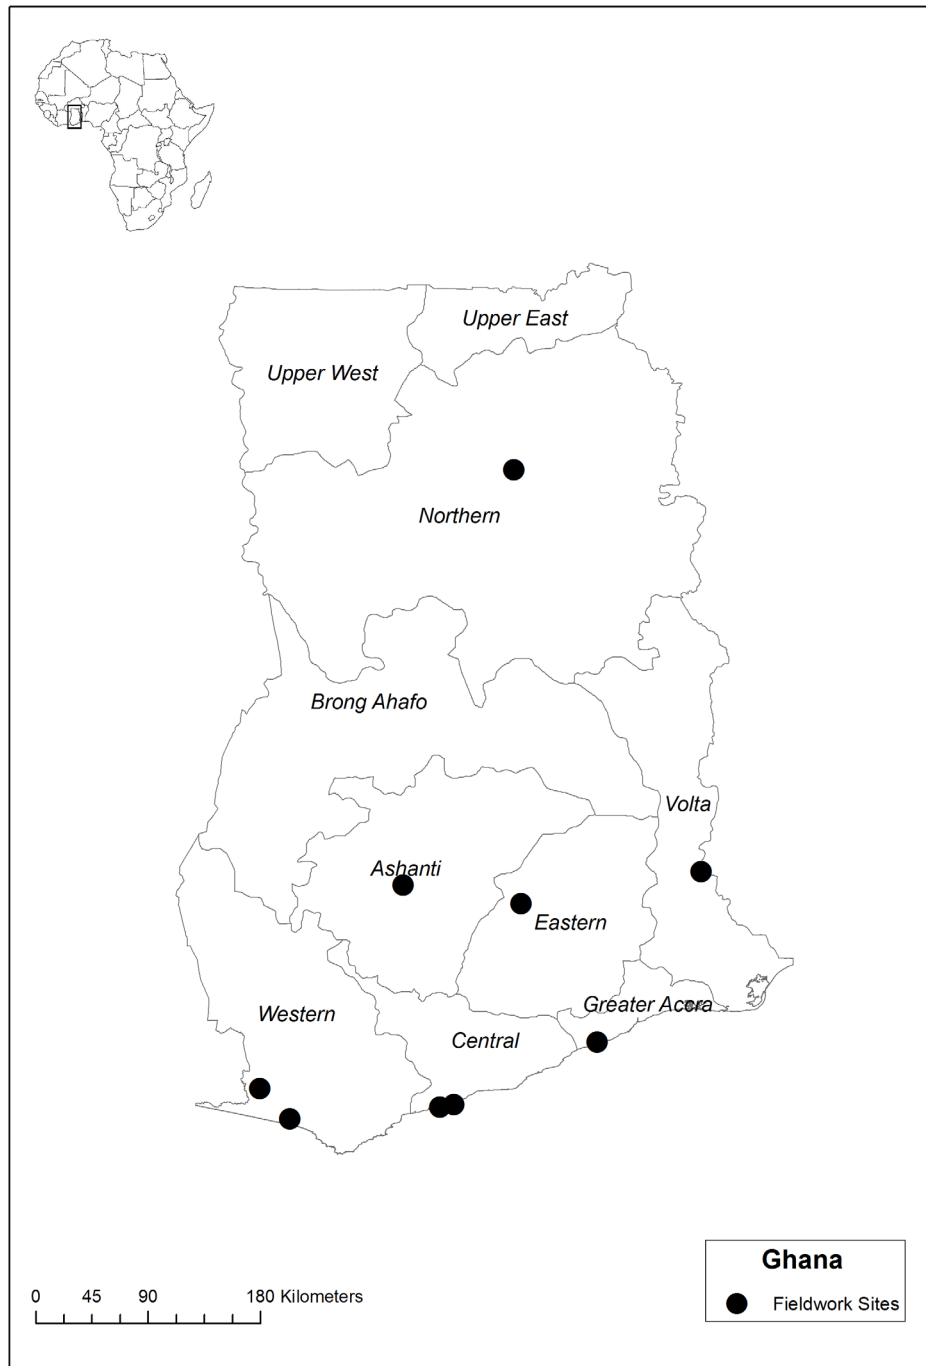 Upper East
Upper West
Northern
Brong Ahafo
Volta
Ashanti
Eastern
Greater Accra
Western
Central
Ghana
Fieldwork Sites
0 45 90 180 Kilometers